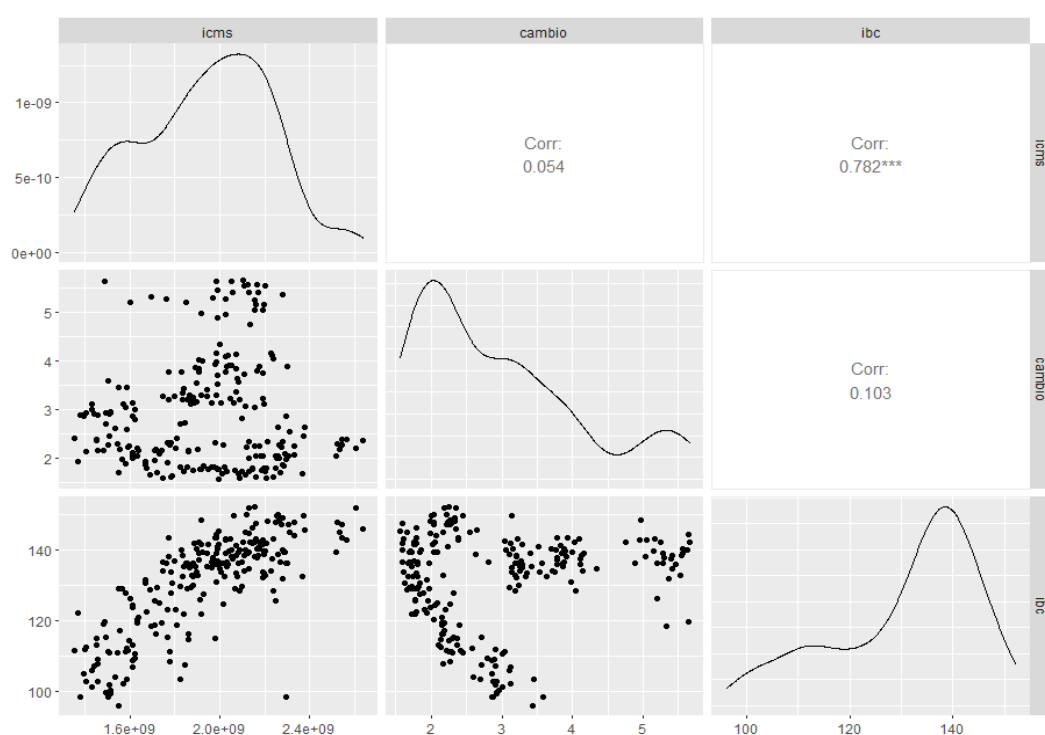 icms cambio ibc
1e-09
5e-10
0e+00
Corr:
0.054
Corr:
0.782***
icms
5
4
3
2
Corr:
0.103
cambio
140
120
100
ibc
1.6e+09 2.0e+09 2.4e+09 2 3 4 5 100 120 140